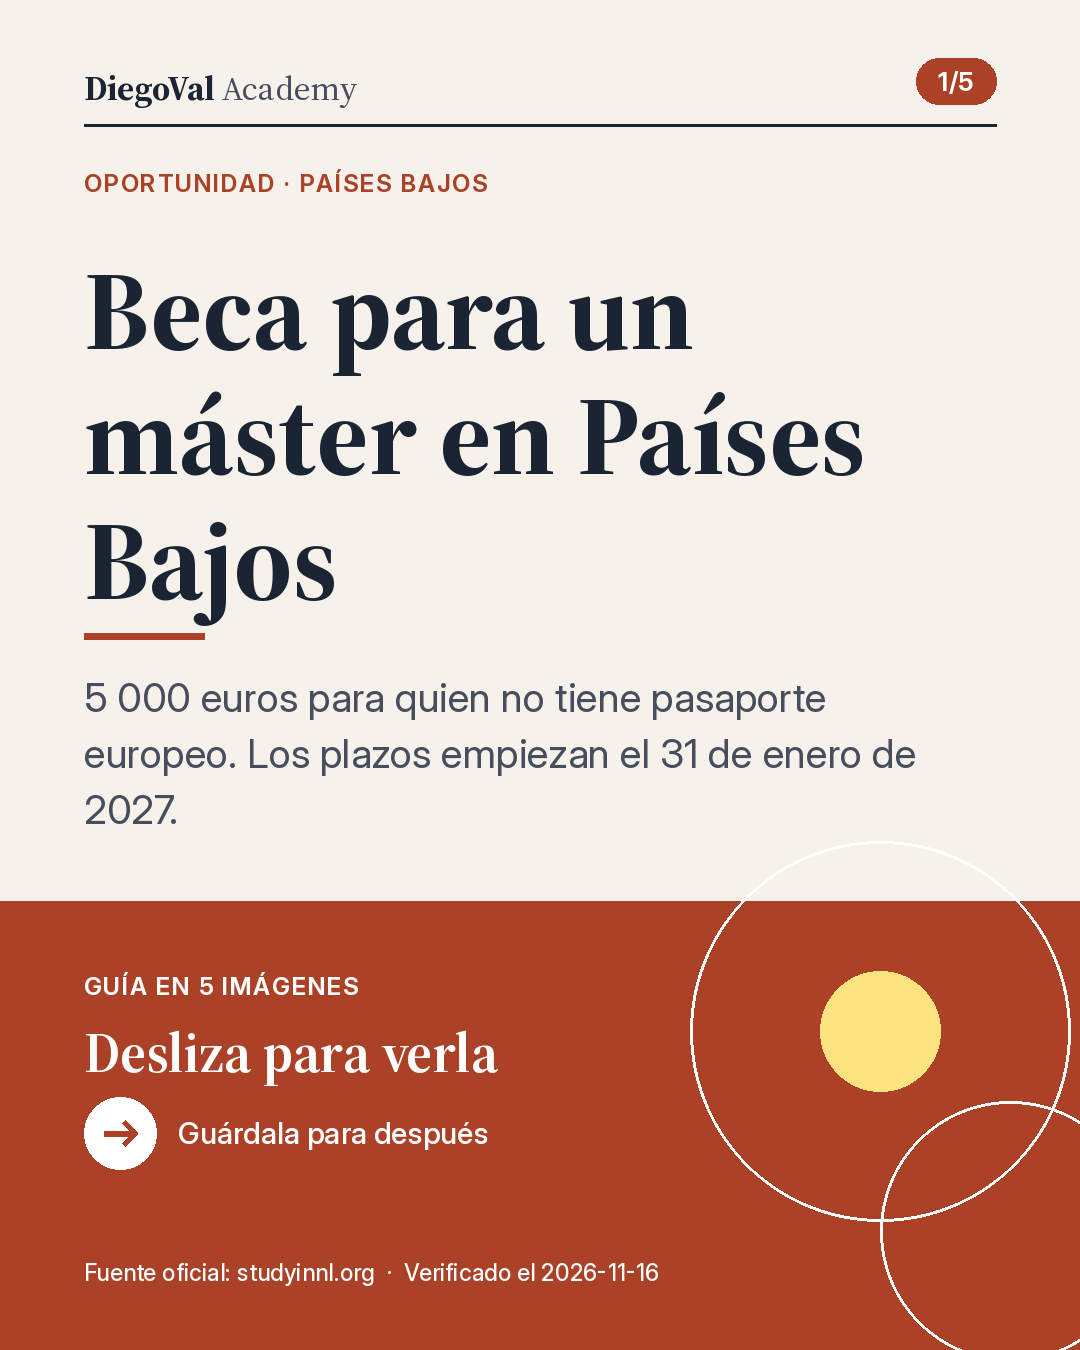 DiegoVal Academy
1/5
OPORTUNIDAD · PAÍSES BAJOS
Beca para un
máster en Países
Bajos
5 000 euros para quien no tiene pasaporte
europeo. Los plazos empiezan el 31 de enero de
2027.
GUÍA EN 5 IMÁGENES
Desliza para verla
Guárdala para después
Fuente oficial: studyinnl.org · Verificado el 2026-11-16